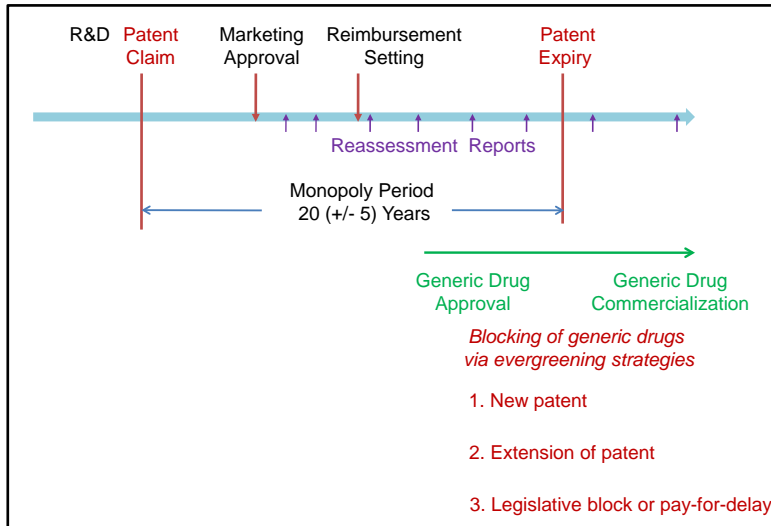 R&D Patent Claim
Marketing Approval
Reimbursement Setting
Patent Expiry
Reassessment Reports
Monopoly Period
20 (+/- 5) Years
Generic Drug Approval
Generic Drug Commercialization
Blocking of generic drugs
via evergreening strategies
1. New patent
2. Extension of patent
3. Legislative block or pay-for-delay